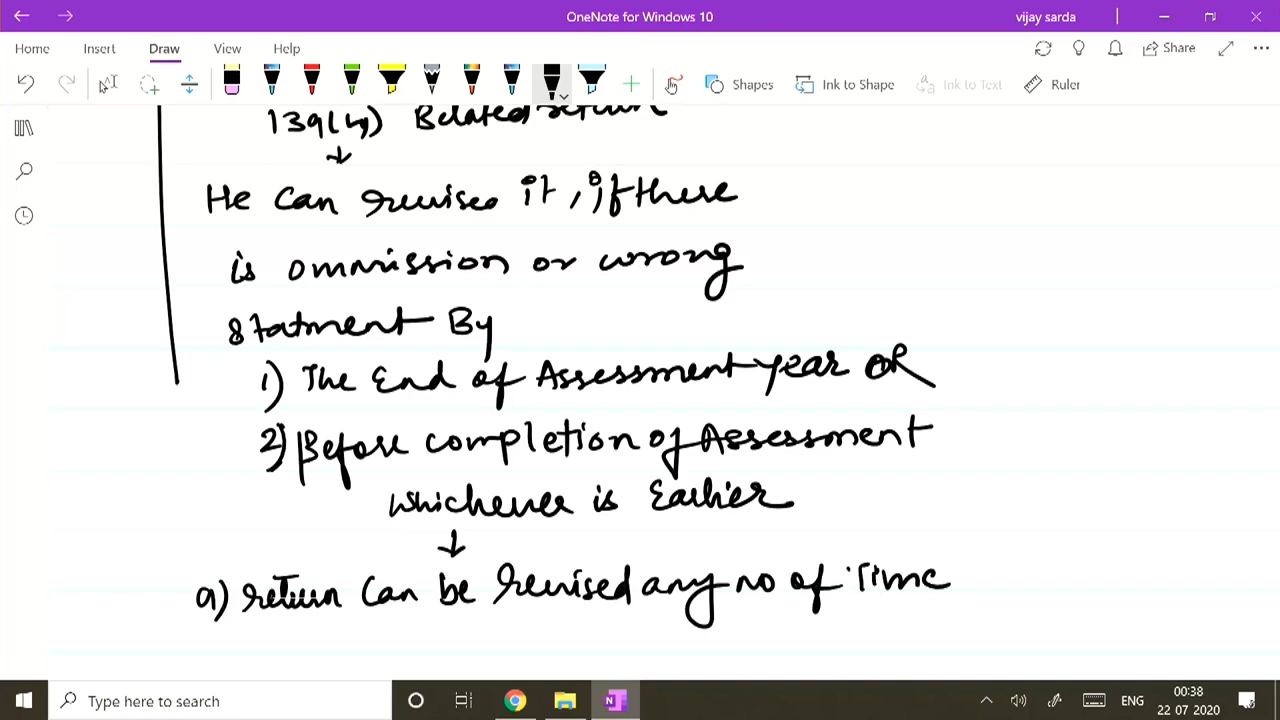 OneNote for Windows 10
vijay sarda
Home Insert Draw View Help
Share
Shapes Ink to Shape Ink to Text Ruler
139(4) Belated return
He can revises it, if there
is ommission or wrong
statment By
1) The End of Assessment year OR
2) Before completion of Assessment
whichever is Earlier
a) return can be revised any no of Time
Type here to search
ENG
00:38
22 07 2020